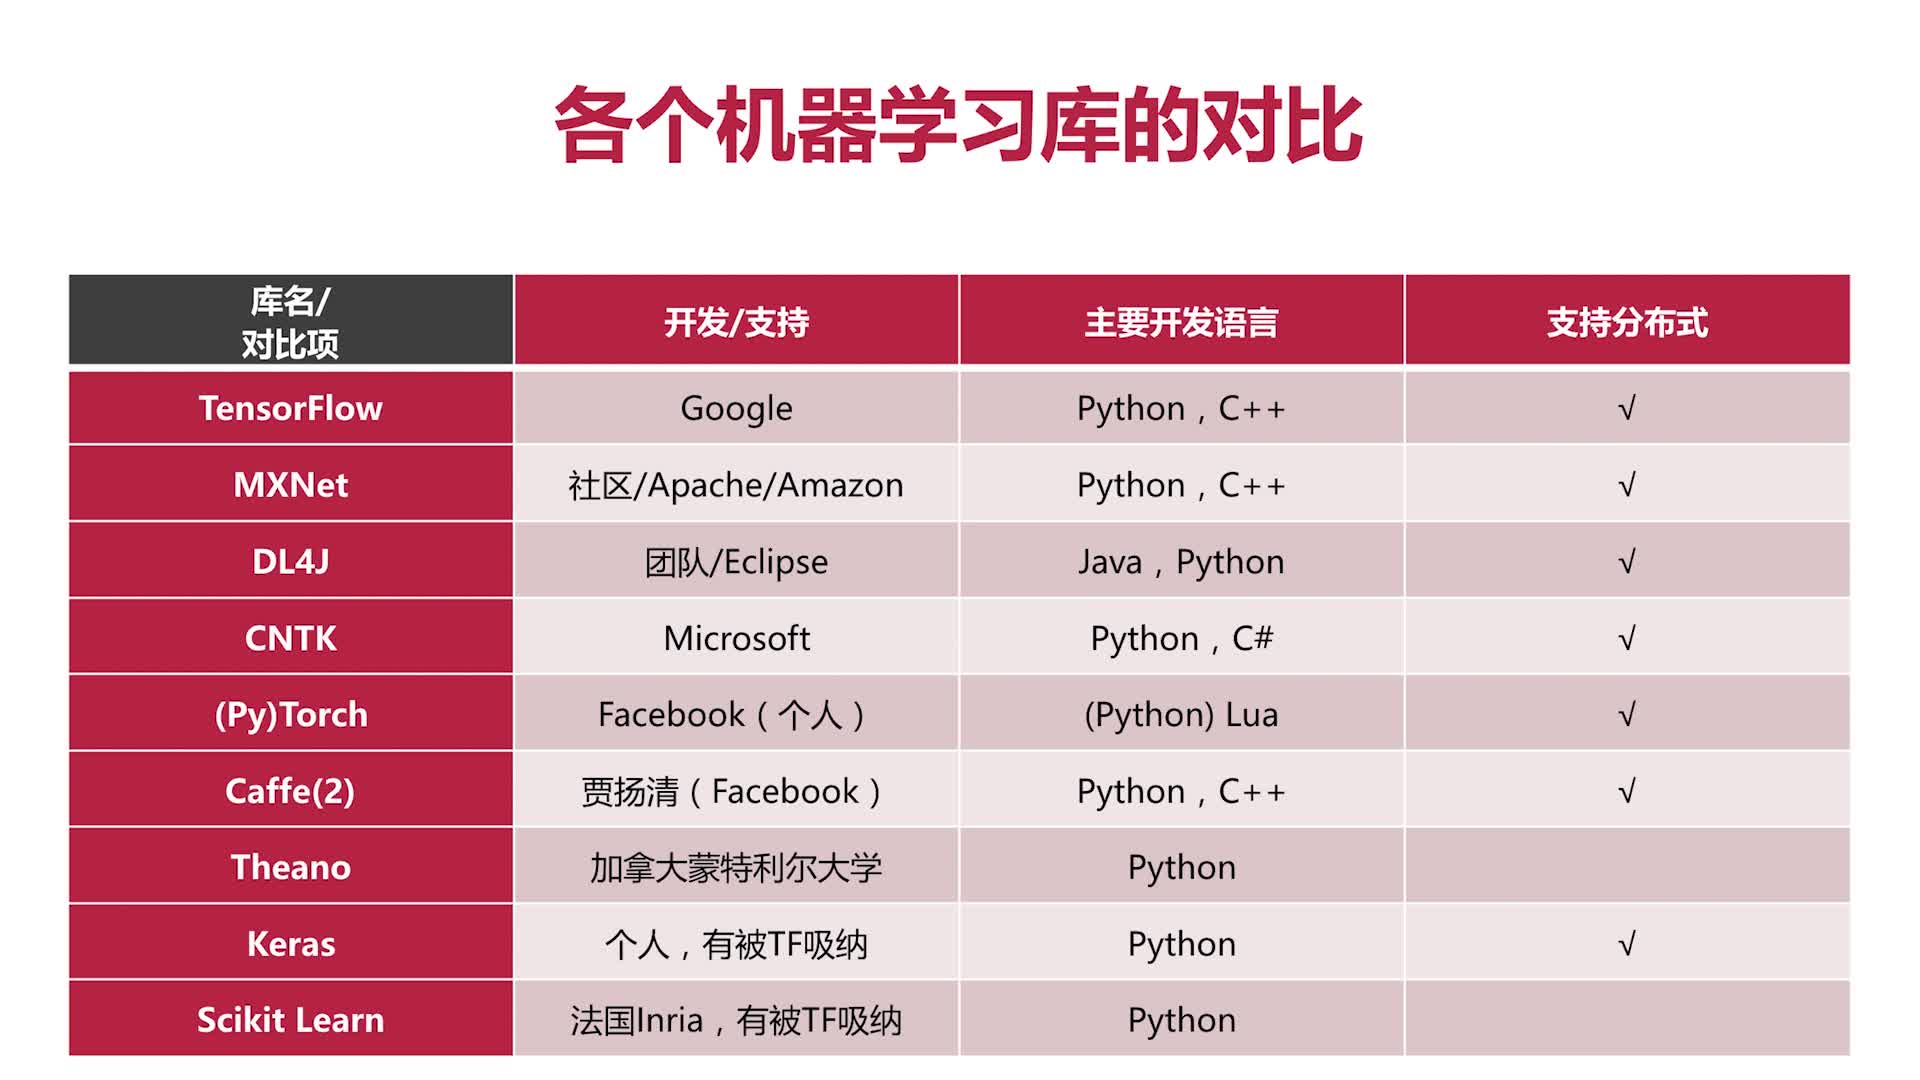 各个机器学习库的对比
库名/
对比项
开发/支持
主要开发语言
支持分布式
TensorFlow
Google
Python，C++
√
MXNet
社区/Apache/Amazon
Python，C++
√
DL4J
团队/Eclipse
Java，Python
√
CNTK
Microsoft
Python，C#
√
(Py)Torch
Facebook（个人）
(Python) Lua
√
Caffe(2)
贾扬清（Facebook）
Python，C++
√
Theano
加拿大蒙特利尔大学
Python
Keras
个人，有被TF吸纳
Python
√
Scikit Learn
法国Inria，有被TF吸纳
Python